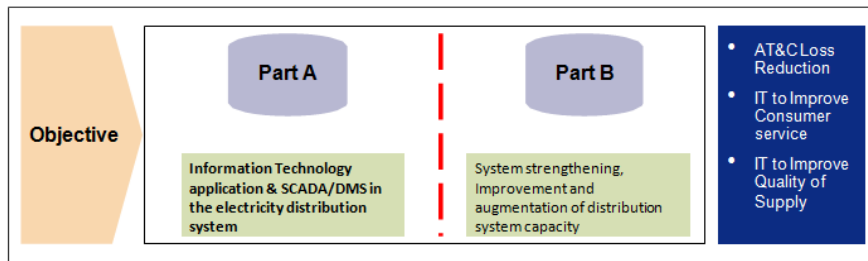 Objective
Part A
Part B
Information Technology
application & SCADA/DMS in
the electricity distribution
system
System strengthening,
Improvement and
augmentation of distribution
system capacity
• AT&C Loss
Reduction
• IT to Improve
Consumer
service
• IT to Improve
Quality of
Supply